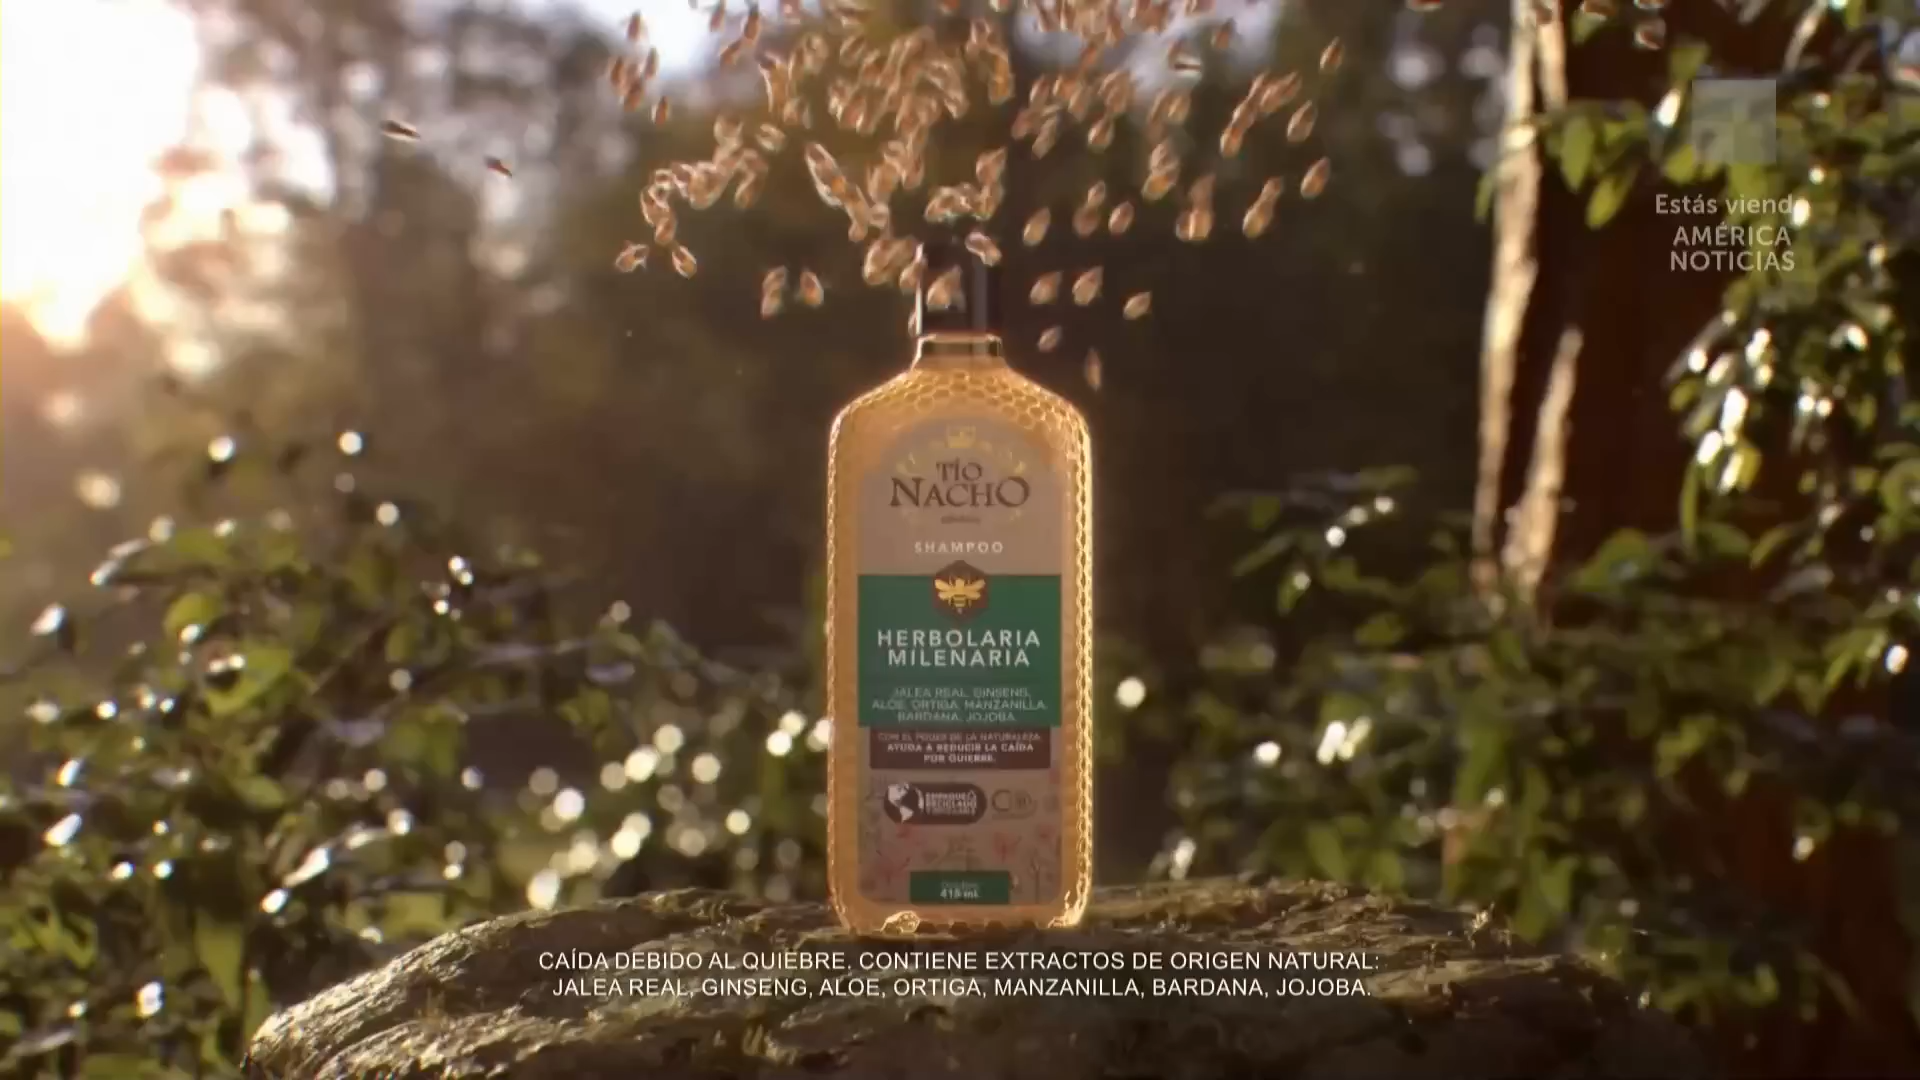 Estás viend
AMÉRICA
NOTICIAS
TÍO
NACHO
SHAMPOO
HERBOLARIA
MILENARIA
JALEA REAL, GINSENG,
ALOE, ORTIGA, MANZANILLA,
BARDANA, JOJOBA.
CON EL PODER DE LA NATURALEZA
AYUDA A REDUCIR LA CAÍDA
POR QUIEBRE.
EMPAQUE
RECICLADO
415 mL
CAÍDA DEBIDO AL QUIEBRE. CONTIENE EXTRACTOS DE ORIGEN NATURAL:
JALEA REAL, GINSENG, ALOE, ORTIGA, MANZANILLA, BARDANA, JOJOBA.